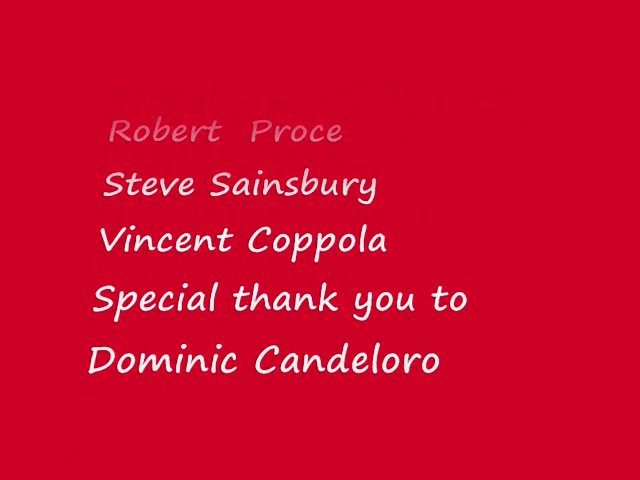 Robert Proce
Steve Sainsbury
Vincent Coppola
Special thank you to
Dominic Candeloro